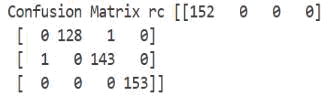 Confusion Matrix rc [[152 0 0 0]
[ 0 128 1 0]
[ 1 0 143 0]
[ 0 0 0 153]]